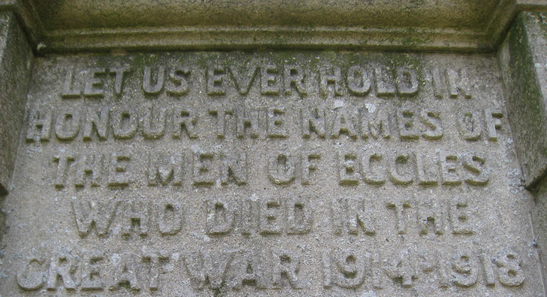 LET US EVER HOLD IN
HONOUR THE NAMES OF
THE MEN OF ECCLES
WHO DIED IN THE
GREAT WAR 1914-1918